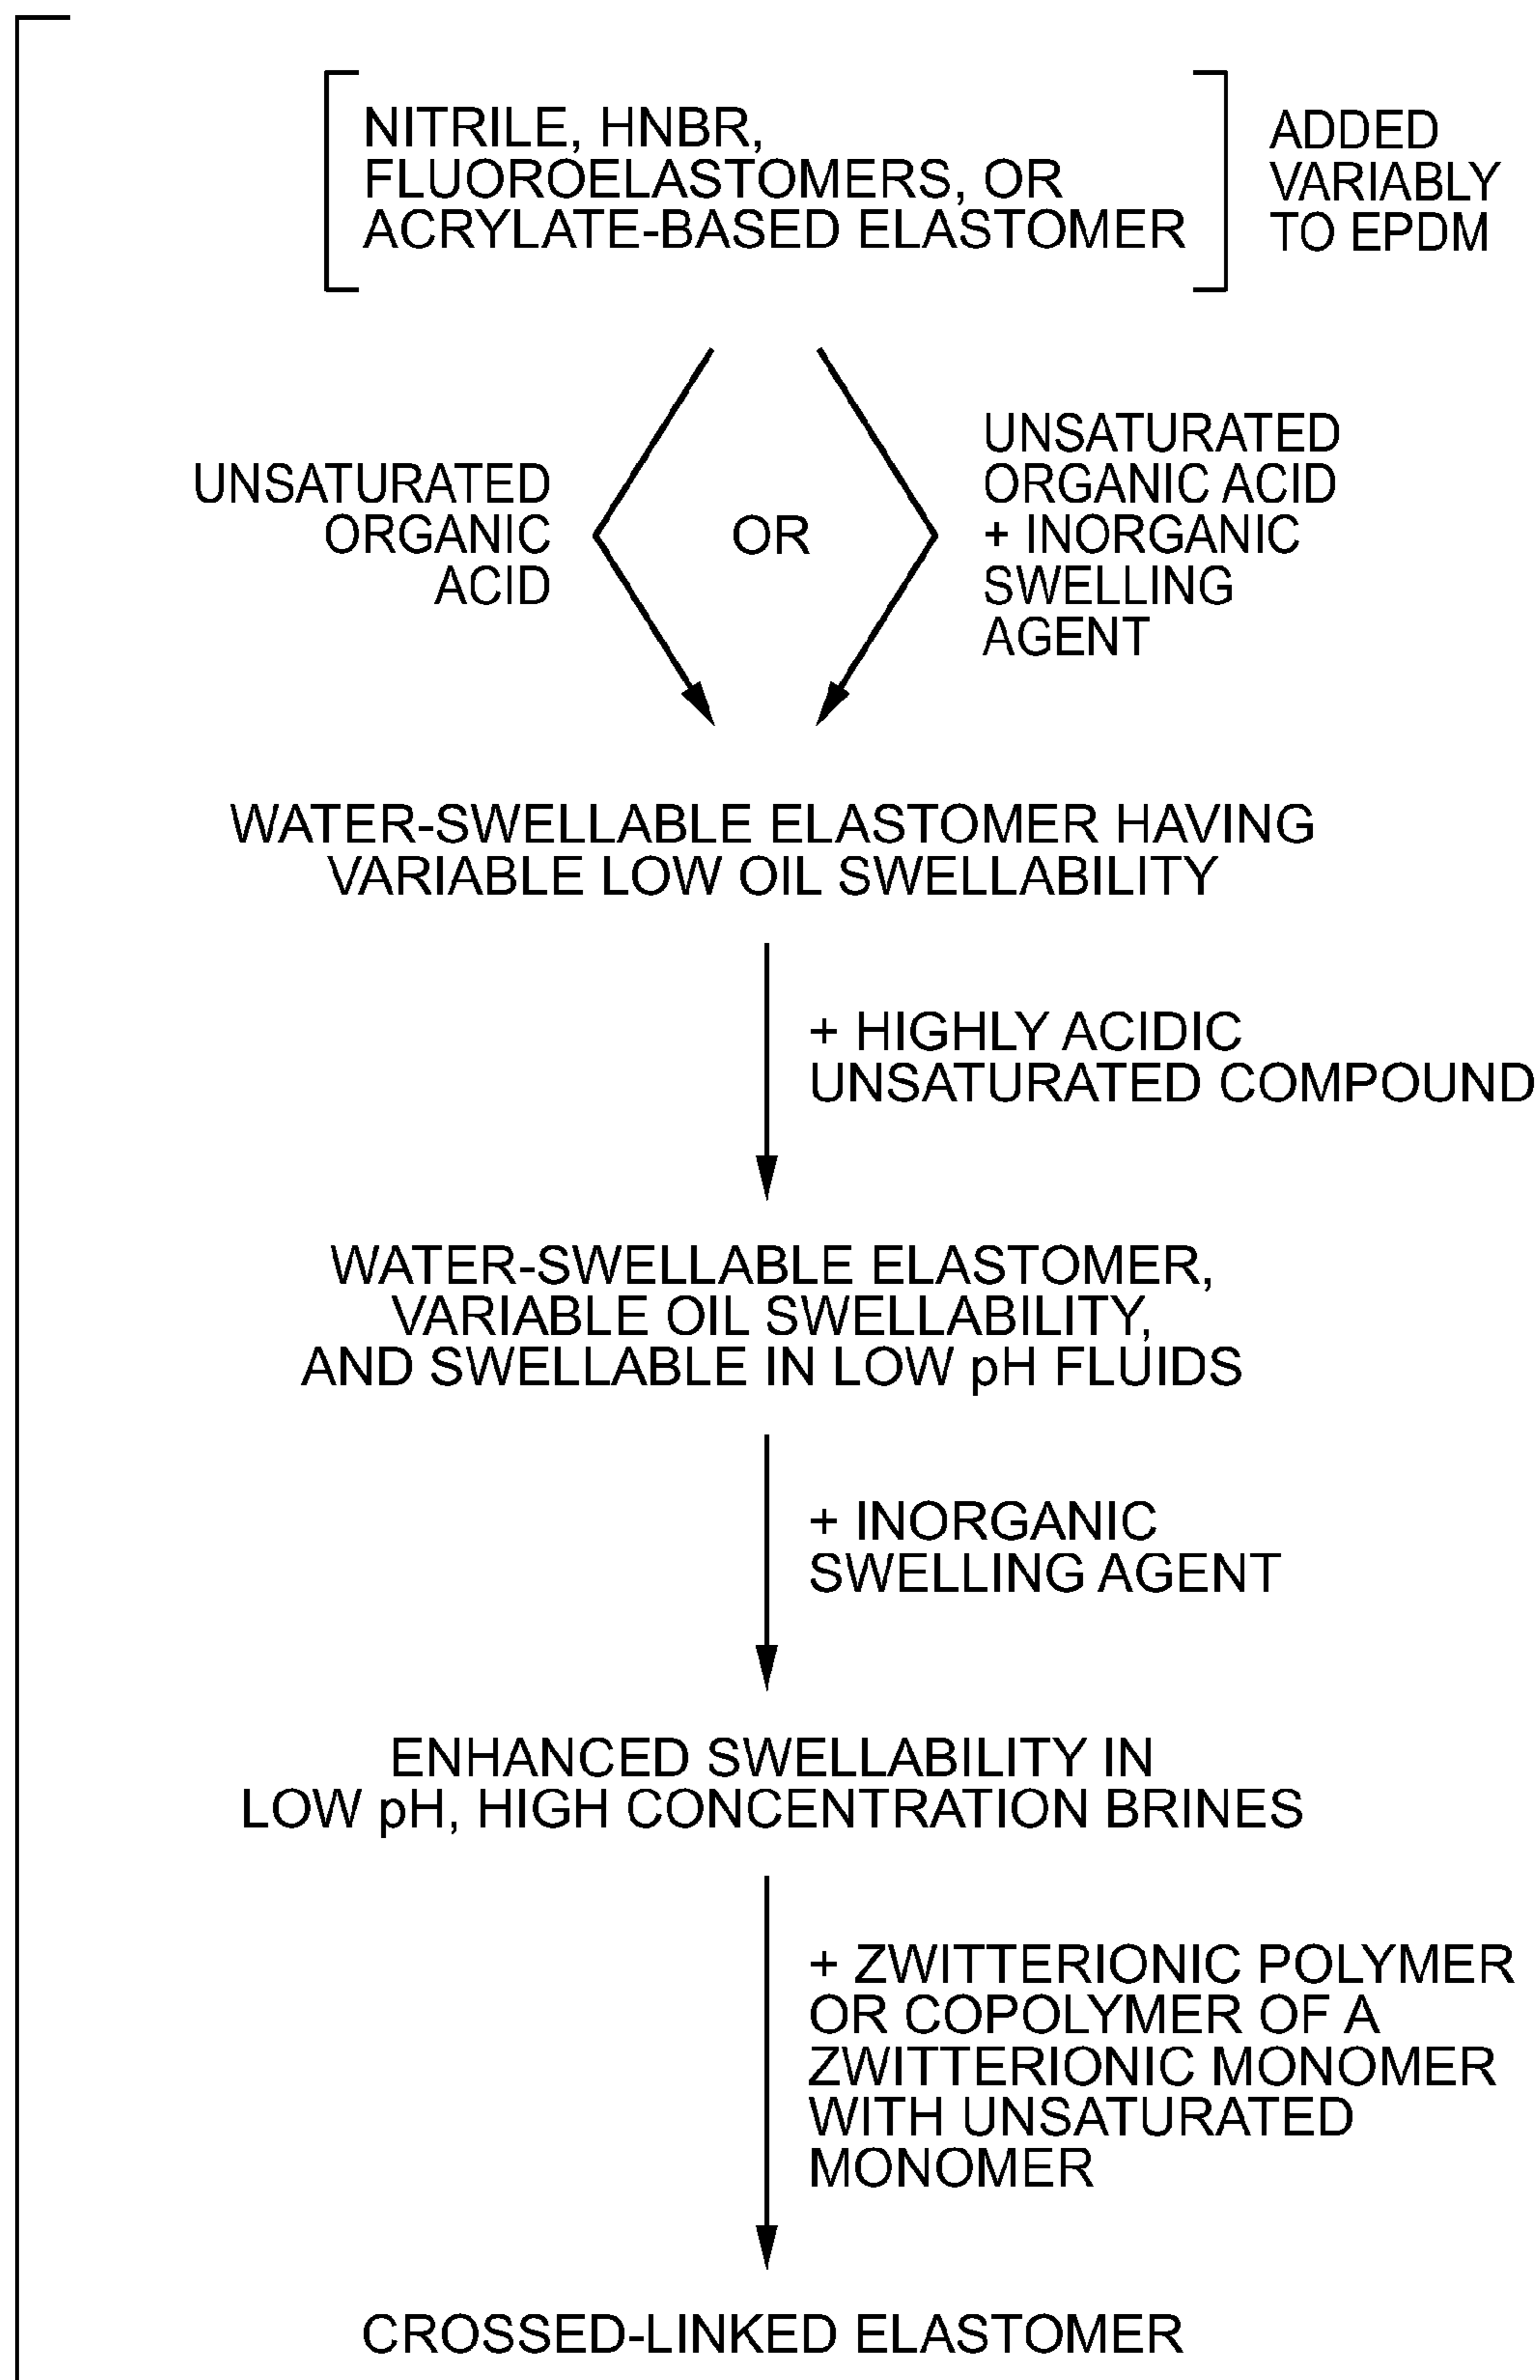 NITRILE, HNBR,
FLUOROELASTOMERS, OR
ACRYLATE-BASED ELASTOMER
ADDED
VARIABLY
TO EPDM
UNSATURATED
ORGANIC
ACID
OR
UNSATURATED
ORGANIC ACID
+ INORGANIC
SWELLING
AGENT
WATER-SWELLABLE ELASTOMER HAVING
VARIABLE LOW OIL SWELLABILITY
+ HIGHLY ACIDIC
UNSATURATED COMPOUND
WATER-SWELLABLE ELASTOMER,
VARIABLE OIL SWELLABILITY,
AND SWELLABLE IN LOW pH FLUIDS
+ INORGANIC
SWELLING AGENT
ENHANCED SWELLABILITY IN
LOW pH, HIGH CONCENTRATION BRINES
+ ZWITTERIONIC POLYMER
OR COPOLYMER OF A
ZWITTERIONIC MONOMER
WITH UNSATURATED
MONOMER
CROSSED-LINKED ELASTOMER